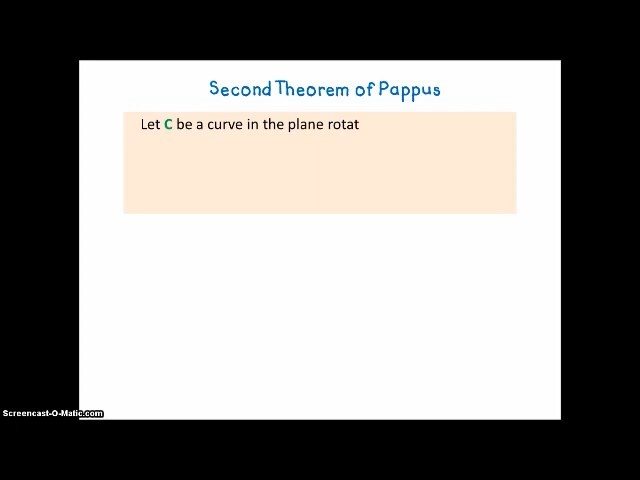 Second Theorem of Pappus
Let C be a curve in the plane rotat
Screencast-O-Matic.com